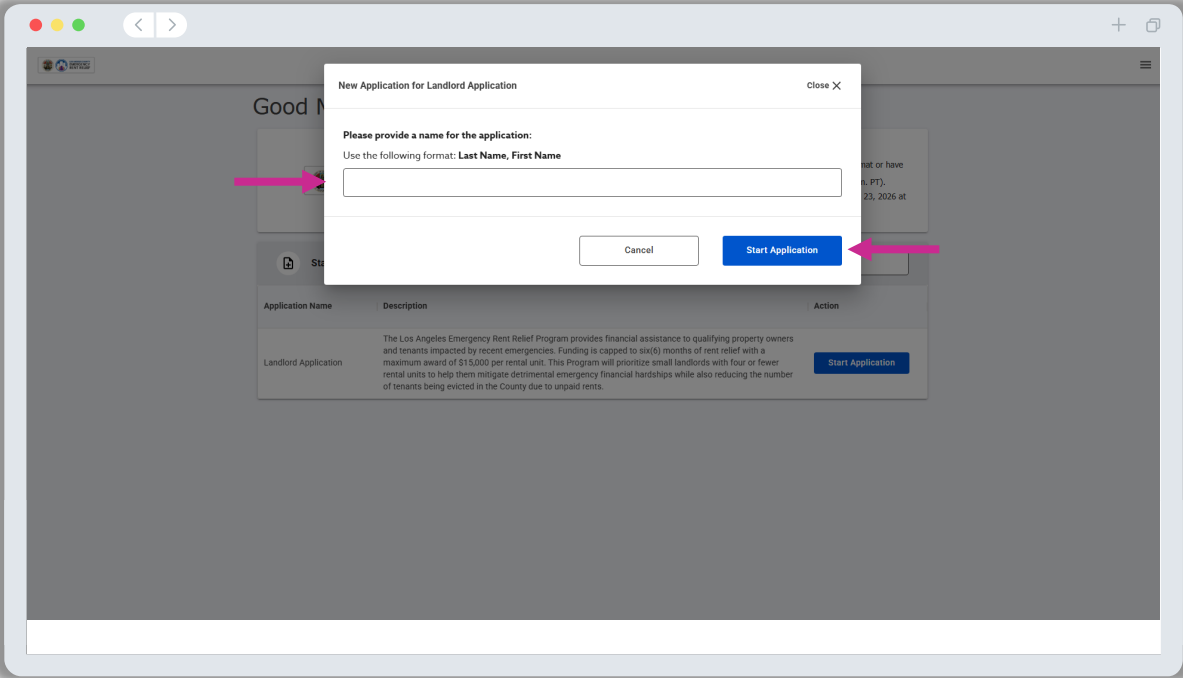 EMERGENCY
RENT RELIEF
New Application for Landlord Application
Close
Good
Please provide a name for the application:
Use the following format: Last Name, First Name
mat or have
m. PT).
23, 2026 at
Cancel
Start Application
Sta
Application Name
Description
Action
Landlord Application
The Los Angeles Emergency Rent Relief Program provides financial assistance to qualifying property owners
and tenants impacted by recent emergencies. Funding is capped to six(6) months of rent relief with a
maximum award of $15,000 per rental unit. This Program will prioritize small landlords with four or fewer
rental units to help them mitigate detrimental emergency financial hardships while also reducing the number
of tenants being evicted in the County due to unpaid rents.
Start Application